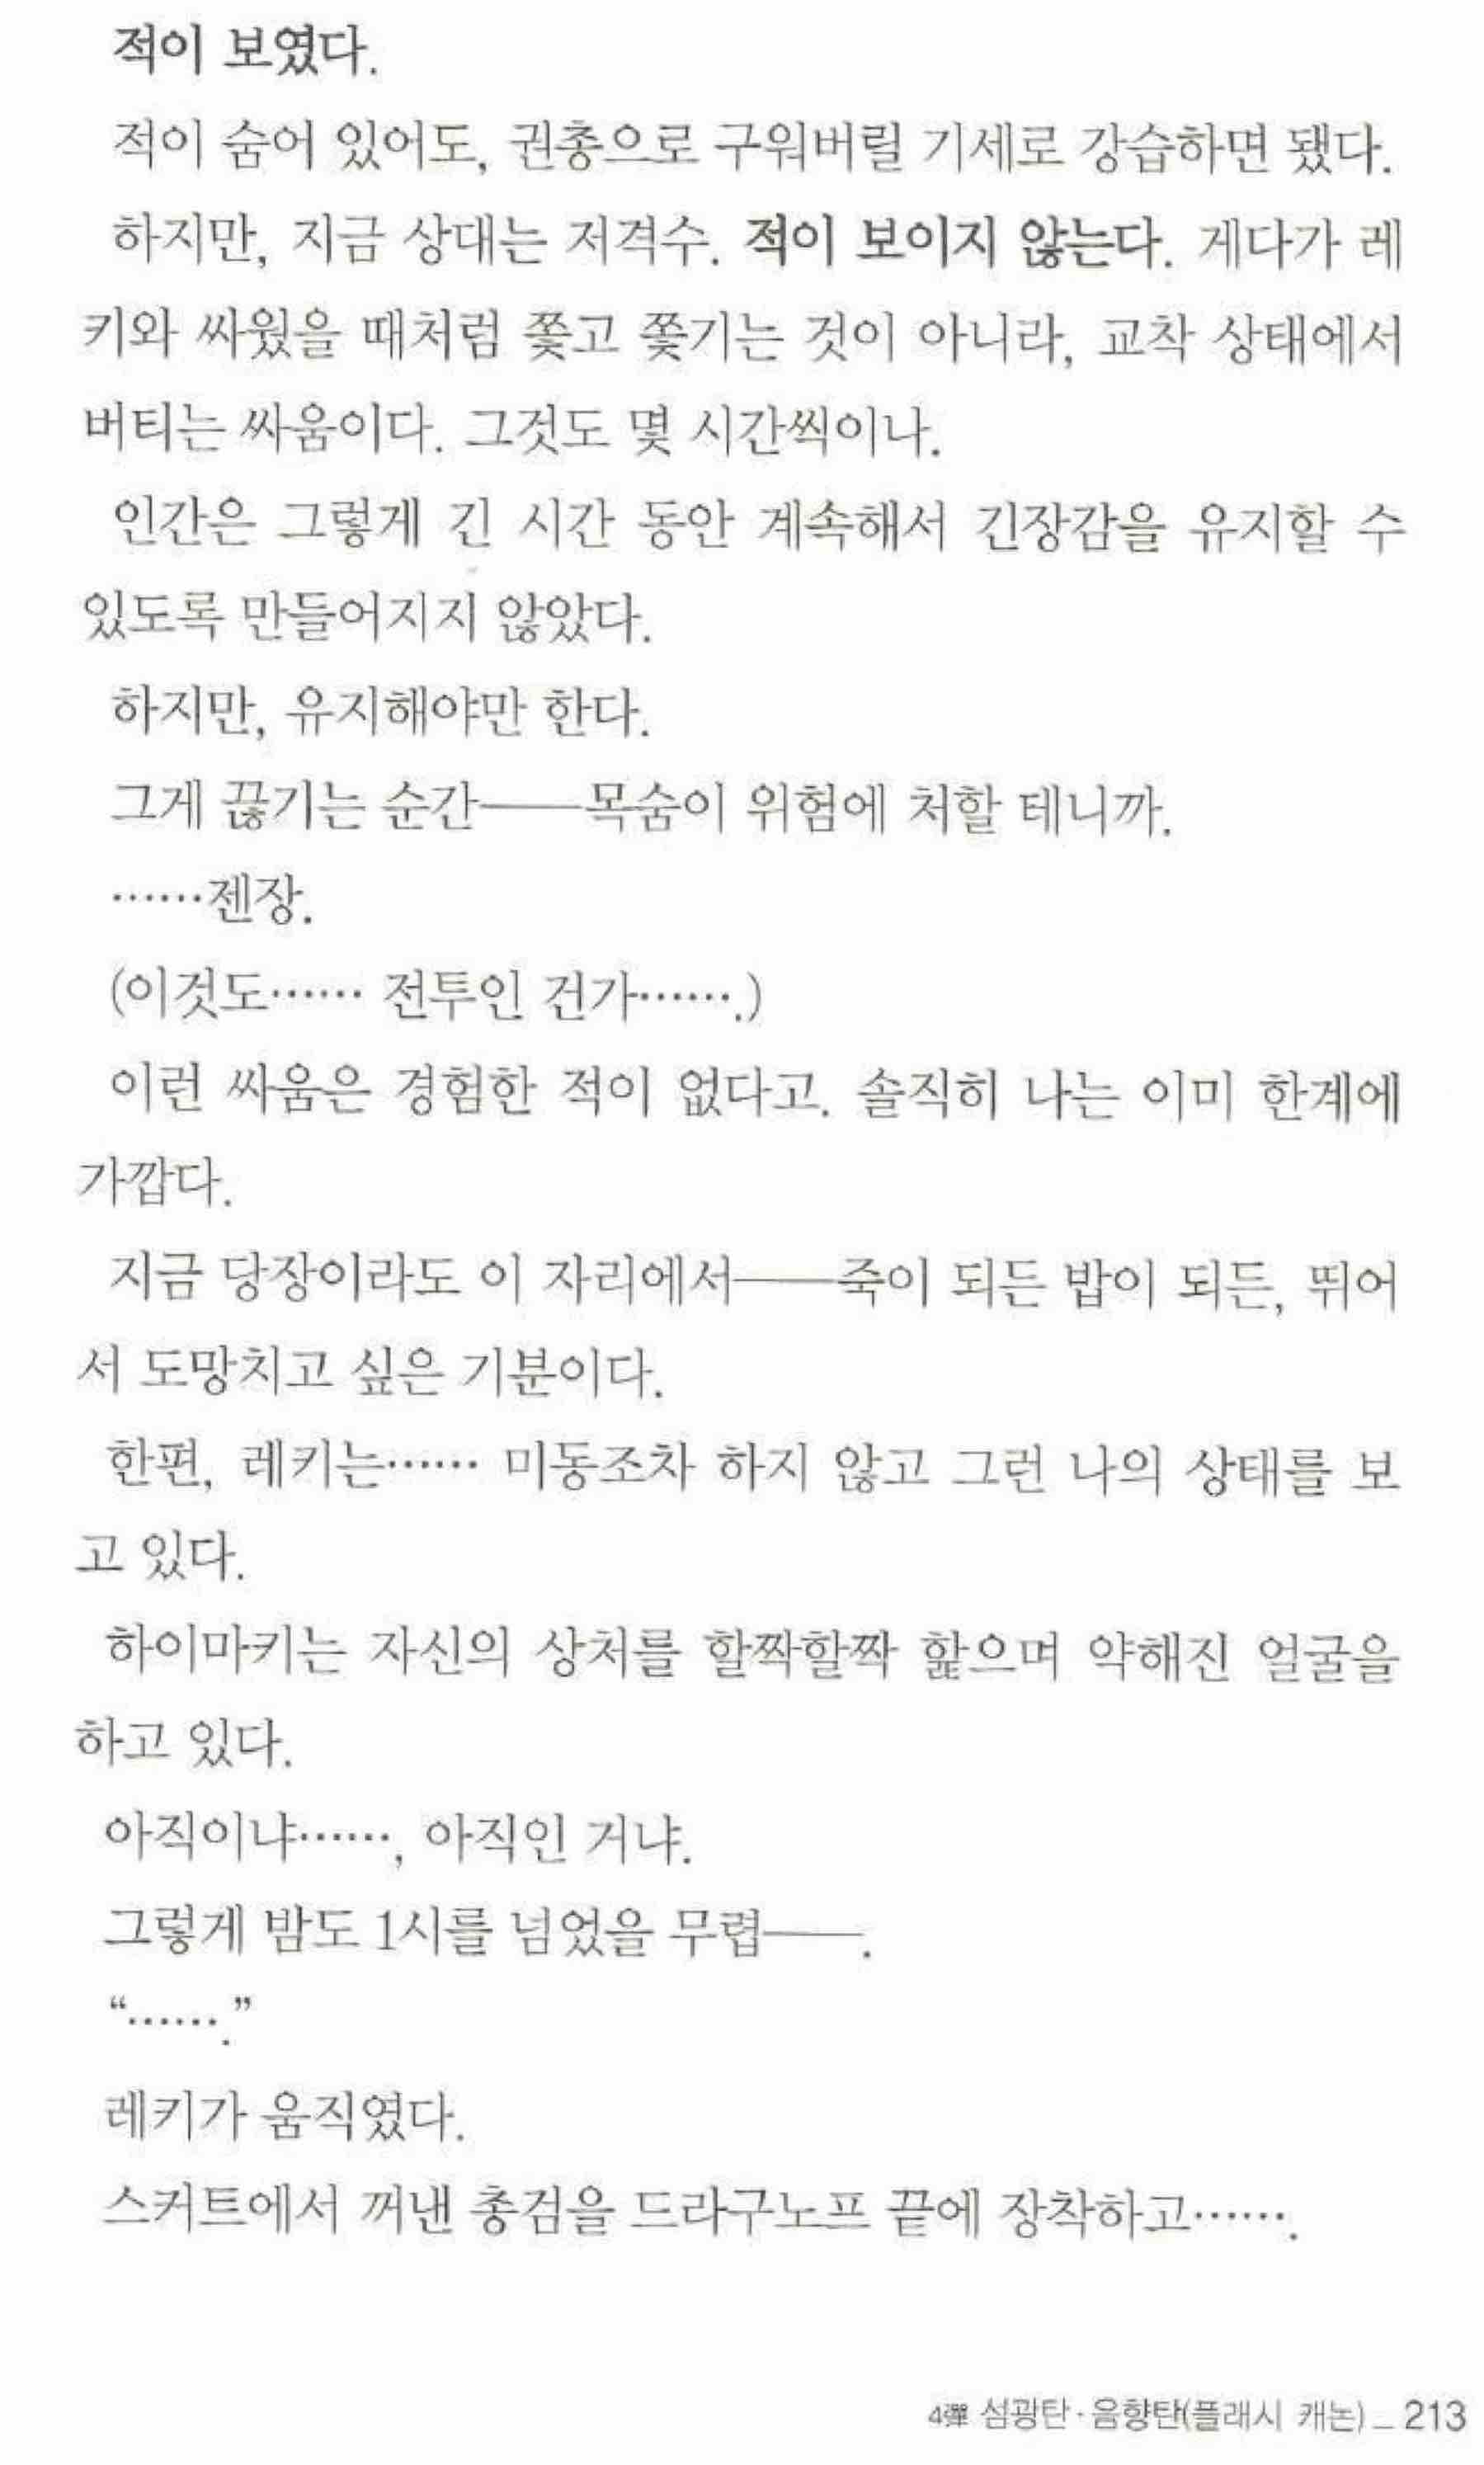 적이 보였다.
적이 숨어 있어도, 권총으로 구워버릴 기세로 강습하면 됐다.
하지만, 지금 상대는 저격수. 적이 보이지 않는다. 게다가 레
키와 싸웠을 때처럼 쫓고 쫓기는 것이 아니라, 교착 상태에서
버티는 싸움이다. 그것도 몇 시간씩이나.
인간은 그렇게 긴 시간 동안 계속해서 긴장감을 유지할 수
있도록 만들어지지 않았다.
하지만, 유지해야만 한다.
그게 끊기는 순간――목숨이 위험에 처할 테니까.
……젠장.
(이것도…… 전투인 건가…….)
이런 싸움은 경험한 적이 없다고. 솔직히 나는 이미 한계에
가깝다.
지금 당장이라도 이 자리에서――죽이 되든 밥이 되든, 뛰어
서 도망치고 싶은 기분이다.
한편, 레키는…… 미동조차 하지 않고 그런 나의 상태를 보
고 있다.
하이마키는 자신의 상처를 할짝할짝 핥으며 약해진 얼굴을
하고 있다.
아직이냐……, 아직인 거냐.
그렇게 밤도 1시를 넘었을 무렵――.
“…….”
레키가 움직였다.
스커트에서 꺼낸 총검을 드라구노프 끝에 장착하고…….
4彈 섬광탄·음향탄(플래시 캐논) _ 213